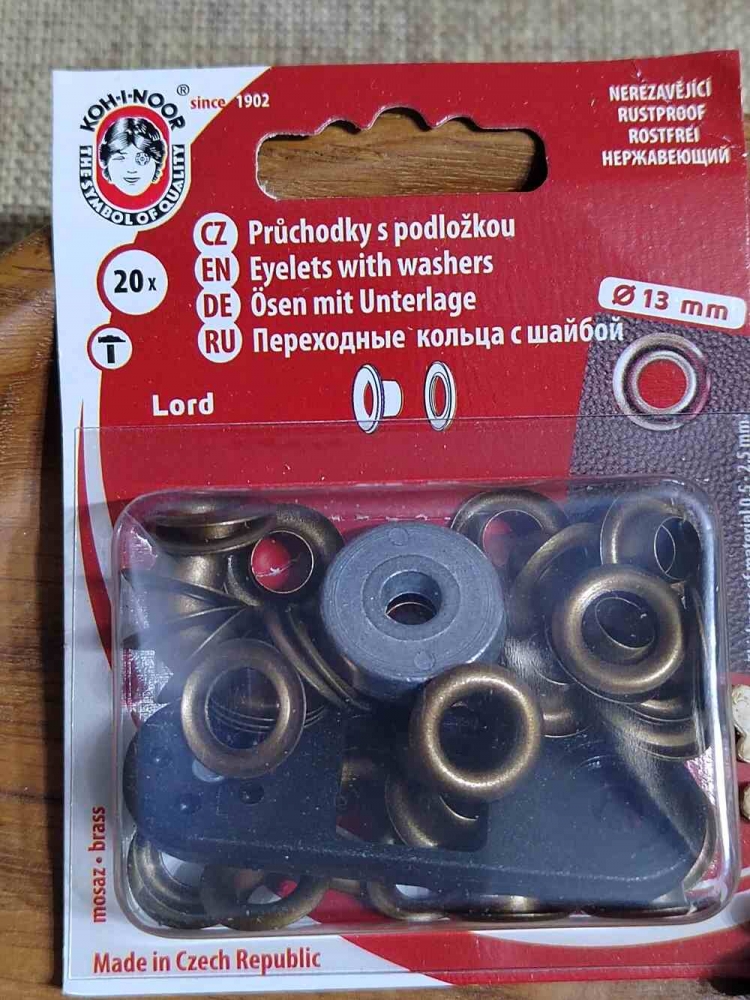 KOH-I-NOOR®
THE SYMBOL OF QUALITY
since 1902
NEREZAVĚJÍCÍ
RUSTPROOF
ROSTFREI
НЕРЖАВЕЮЩИЙ
20 x
CZ Průchodky s podložkou
EN Eyelets with washers
DE Ösen mit Unterlage
RU Переходные кольца с шайбой
Ø 13 mm
Lord
mosaz • brass
Made in Czech Republic